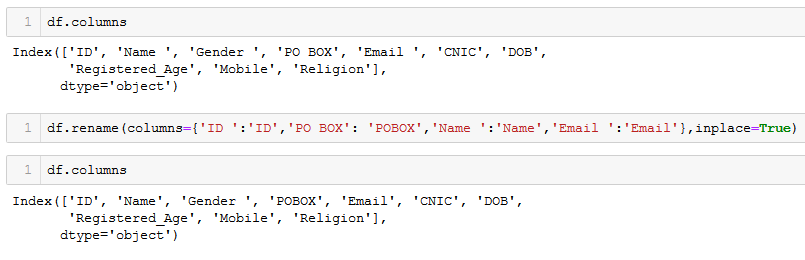 1 df.columns
Index(['ID', 'Name ', 'Gender ', 'PO BOX', 'Email ', 'CNIC', 'DOB',
'Registered_Age', 'Mobile', 'Religion'],
dtype='object')
1 df.rename(columns={'ID ':'ID','PO BOX': 'POBOX','Name ':'Name','Email ':'Email'},inplace=True)
1 df.columns
Index(['ID', 'Name', 'Gender ', 'POBOX', 'Email', 'CNIC', 'DOB',
'Registered_Age', 'Mobile', 'Religion'],
dtype='object')